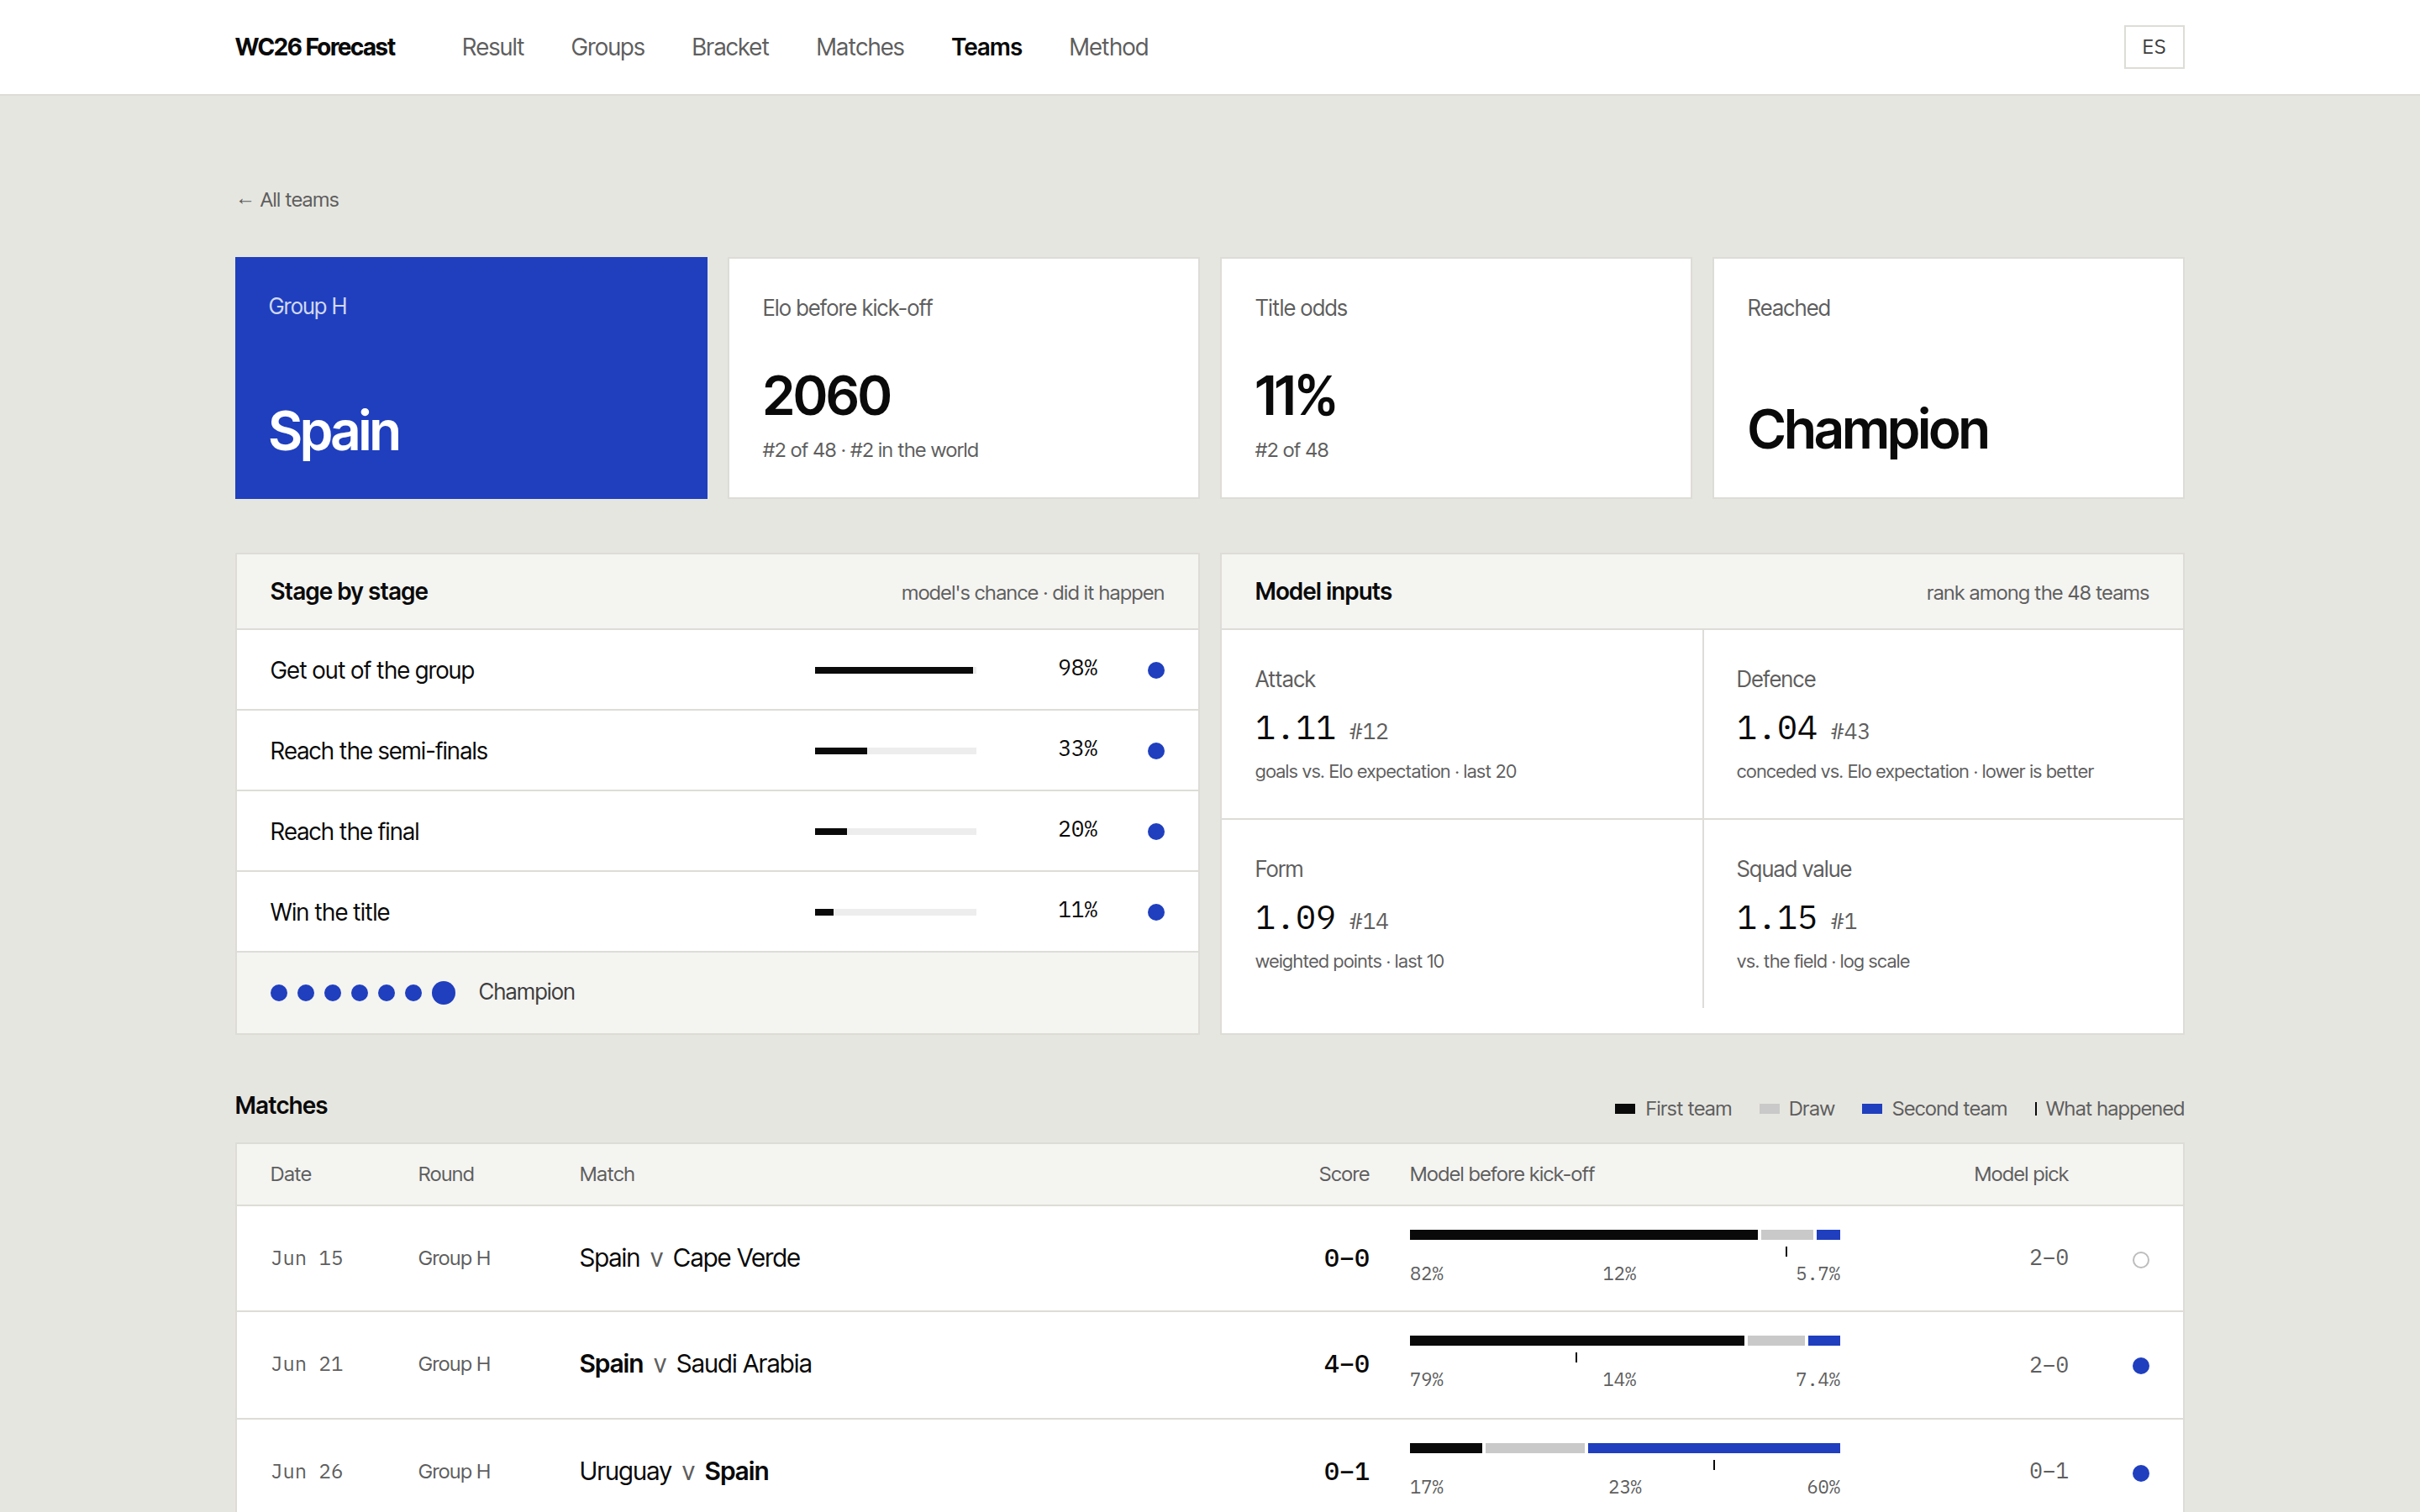 WC26 Forecast Result Groups Bracket Matches Teams Method ES
← All teams
Group H
Spain
Elo before kick-off
2060
#2 of 48 · #2 in the world
Title odds
11%
#2 of 48
Reached
Champion
Stage by stage model's chance · did it happen
Get out of the group 98%
Reach the semi-finals 33%
Reach the final 20%
Win the title 11%
Champion
Model inputs rank among the 48 teams
Attack
1.11 #12
goals vs. Elo expectation · last 20
Defence
1.04 #43
conceded vs. Elo expectation · lower is better
Form
1.09 #14
weighted points · last 10
Squad value
1.15 #1
vs. the field · log scale
Matches First team Draw Second team What happened
Date Round Match Score Model before kick-off Model pick
Jun 15 Group H Spain v Cape Verde 0–0 2–0
82% 12% 5.7%
Jun 21 Group H Spain v Saudi Arabia 4–0 2–0
79% 14% 7.4%
Jun 26 Group H Uruguay v Spain 0–1 0–1
17% 23% 60%